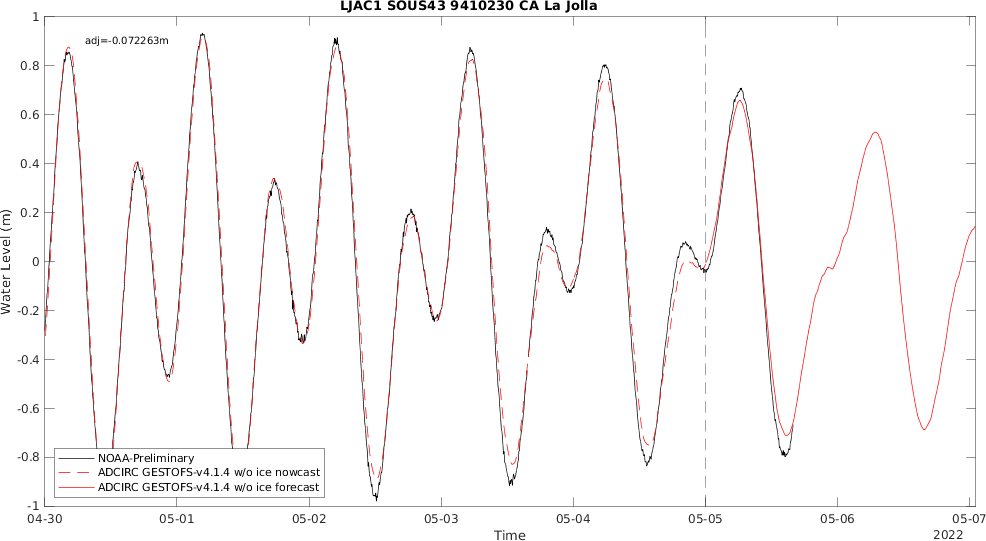 LJAC1 SOUS43 9410230 CA La Jolla
adj=-0.072263m
Water Level (m)
1
0.8
0.6
0.4
0.2
0
-0.2
-0.4
-0.6
-0.8
-1
NOAA-Preliminary
ADCIRC GESTOFS-v4.1.4 w/o ice nowcast
ADCIRC GESTOFS-v4.1.4 w/o ice forecast
04-30 05-01 05-02 05-03 05-04 05-05 05-06 05-07
Time
2022